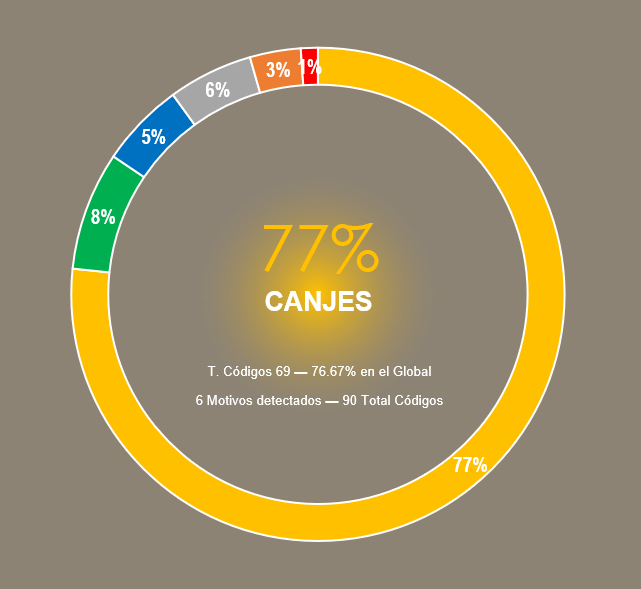 3%
1%
6%
5%
8%
77%
CANJES
T. Códigos 69 — 76.67% en el Global
6 Motivos detectados — 90 Total Códigos
77%